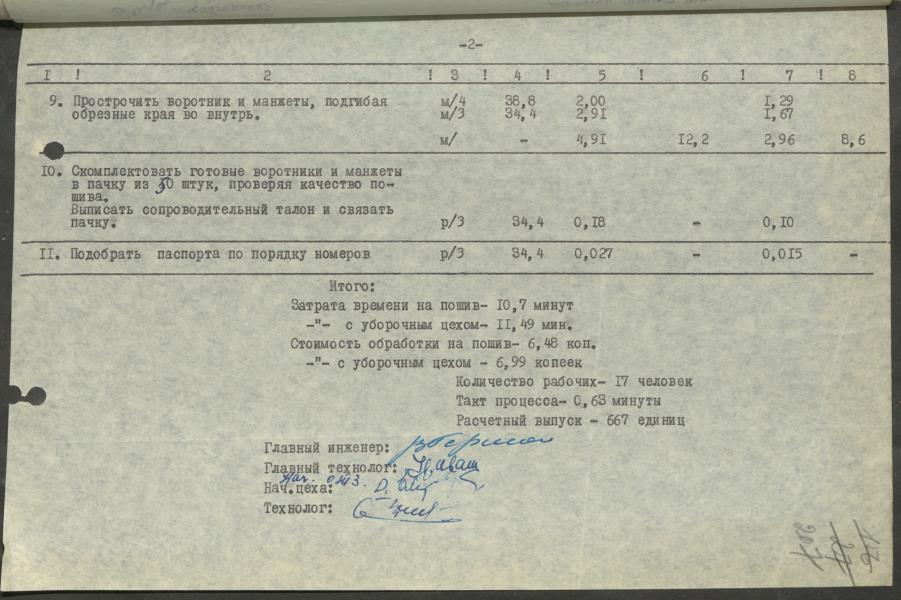 -2-
I ! 2 ! 3 ! 4 ! 5 ! 6 ! 7 ! 8
9. Прострочить воротник и манжеты, подгибая м/4 38,8 2,00 I,29
обрезные края во внутрь. м/3 34,4 2,9I I,67
м/ - 4,9I I2,2 2,96 8,6
I0. Скомплектовать готовые воротники и манжеты
в пачку из 50 штук, проверяя качество по-
шива.
Выписать сопроводительный талон и связать
пачку. р/3 34,4 0,I8 - 0,I0
II. Подобрать паспорта по порядку номеров р/3 34,4 0,027 - 0,0I5 -
Итого:
Затрата времени на пошив- I0,7 минут
-"- с уборочным цехом- II,49 мин.
Стоимость обработки на пошив- 6,48 коп.
-"- с уборочным цехом - 6,99 копеек
Количество рабочих- I7 человек
Такт процесса- 0,63 минуты
Расчетный выпуск - 667 единиц
Главный инженер:
Главный технолог:
Нач. отз.
Нач.цеха:
Технолог: